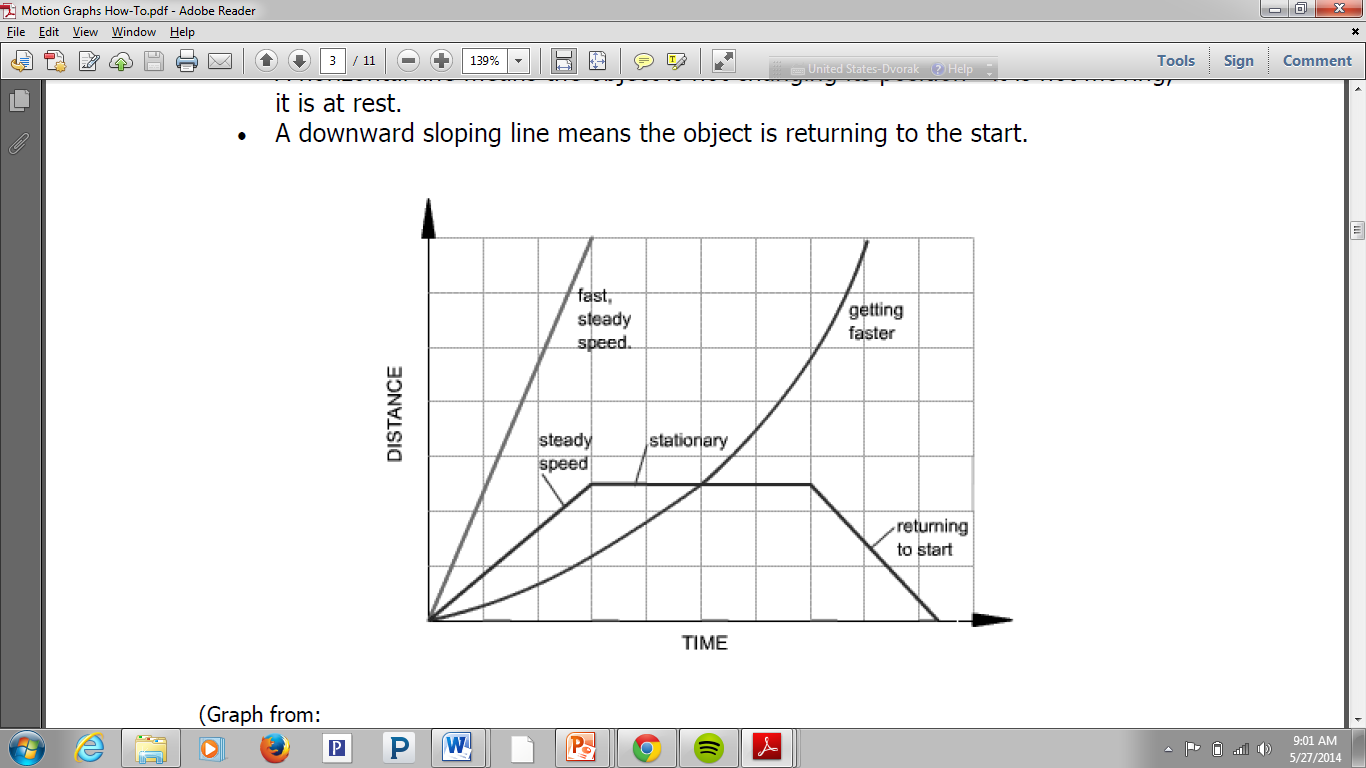 Motion Graphs How-To.pdf - Adobe Reader
File Edit View Window Help
3 / 11 139% Tools Sign Comment
United States-Dvorak Help
it is at rest.
• A downward sloping line means the object is returning to the start.
fast,
steady
speed.
getting
faster
DISTANCE
steady
speed
stationary
returning
to start
TIME
(Graph from:
9:01 AM
5/27/2014